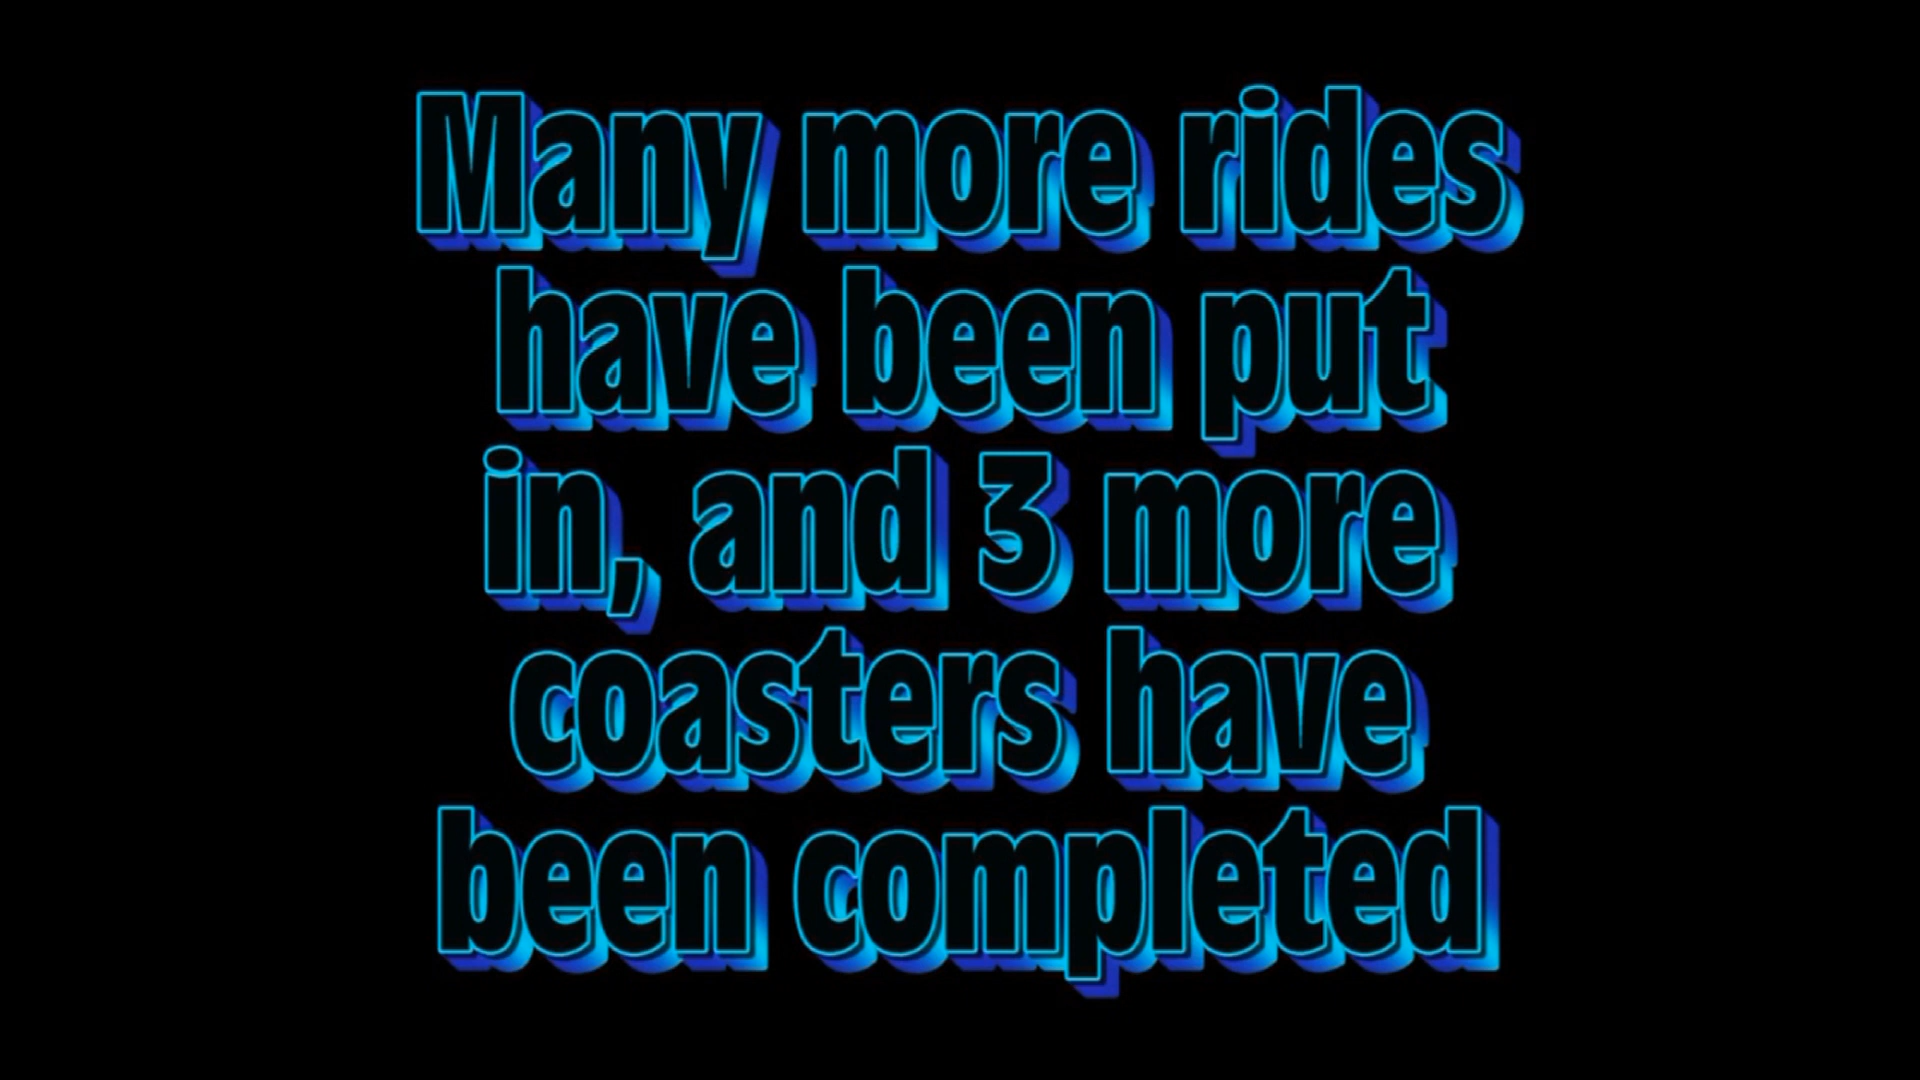 Many more rides
have been put
in, and 3 more
coasters have
been completed